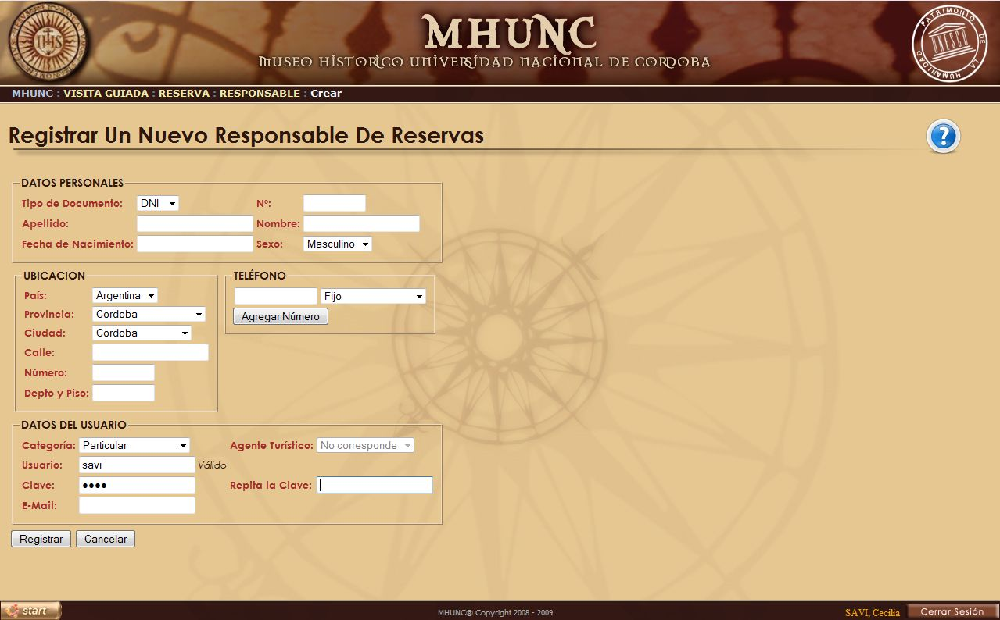 MHUNC
MUSEO HISTORICO UNIVERSIDAD NACIONAL DE CORDOBA
IHS
PATRIMONIO DE LA HUMANIDAD
UNESCO
MHUNC : VISITA GUIADA : RESERVA : RESPONSABLE : Crear
Registrar Un Nuevo Responsable De Reservas
?
DATOS PERSONALES
Tipo de Documento: DNI Nº:
Apellido: Nombre:
Fecha de Nacimiento: Sexo: Masculino
UBICACION
País: Argentina
Provincia: Cordoba
Ciudad: Cordoba
Calle:
Número:
Depto y Piso:
TELÉFONO
Fijo
Agregar Número
DATOS DEL USUARIO
Categoría: Particular Agente Turístico: No corresponde
Usuario: savi Válido
Clave: •••• Repita la Clave:
E-Mail:
Registrar Cancelar
start MHUNC® Copyright 2008 - 2009 SAVI, Cecilia Cerrar Sesión